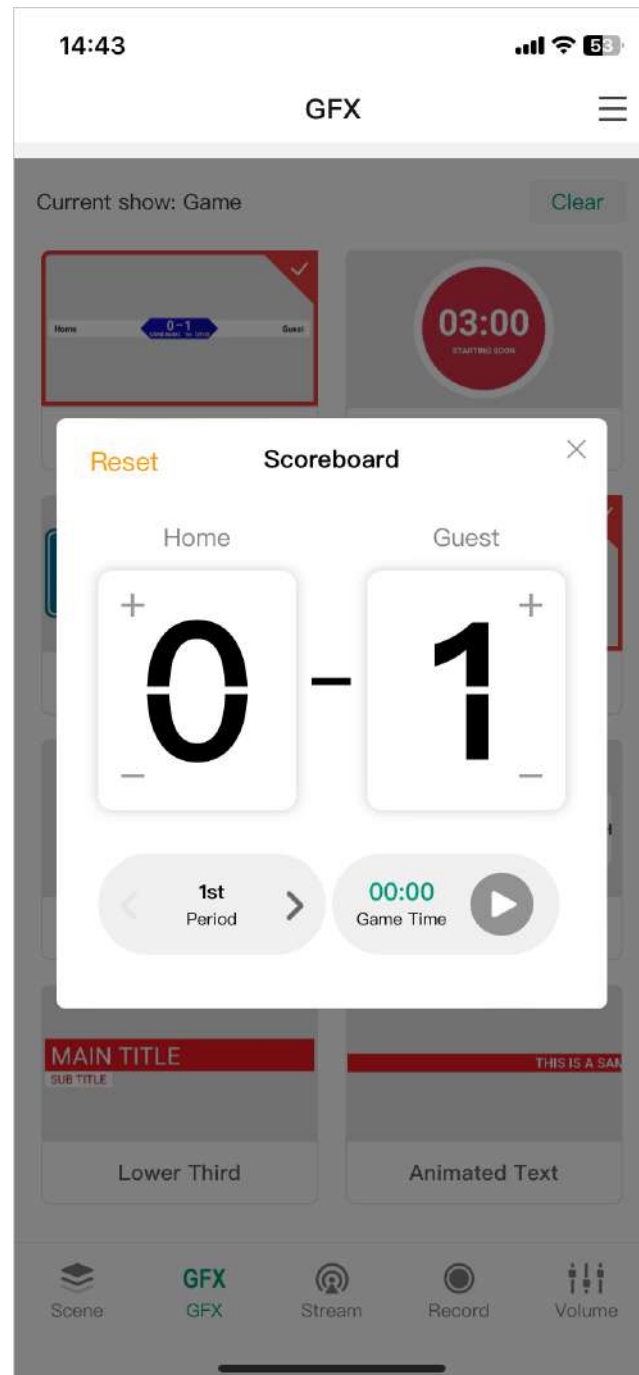 14:43
53
GFX
Current show: Game
Clear
Home
0-1
Guest
03:00
STARTING SOON
Reset
Scoreboard
Home
Guest
+
+
0 - 1
−
−
1st
Period
00:00
Game Time
MAIN TITLE
SUB TITLE
THIS IS A SAM
Lower Third
Animated Text
GFX
Scene
GFX
Stream
Record
Volume